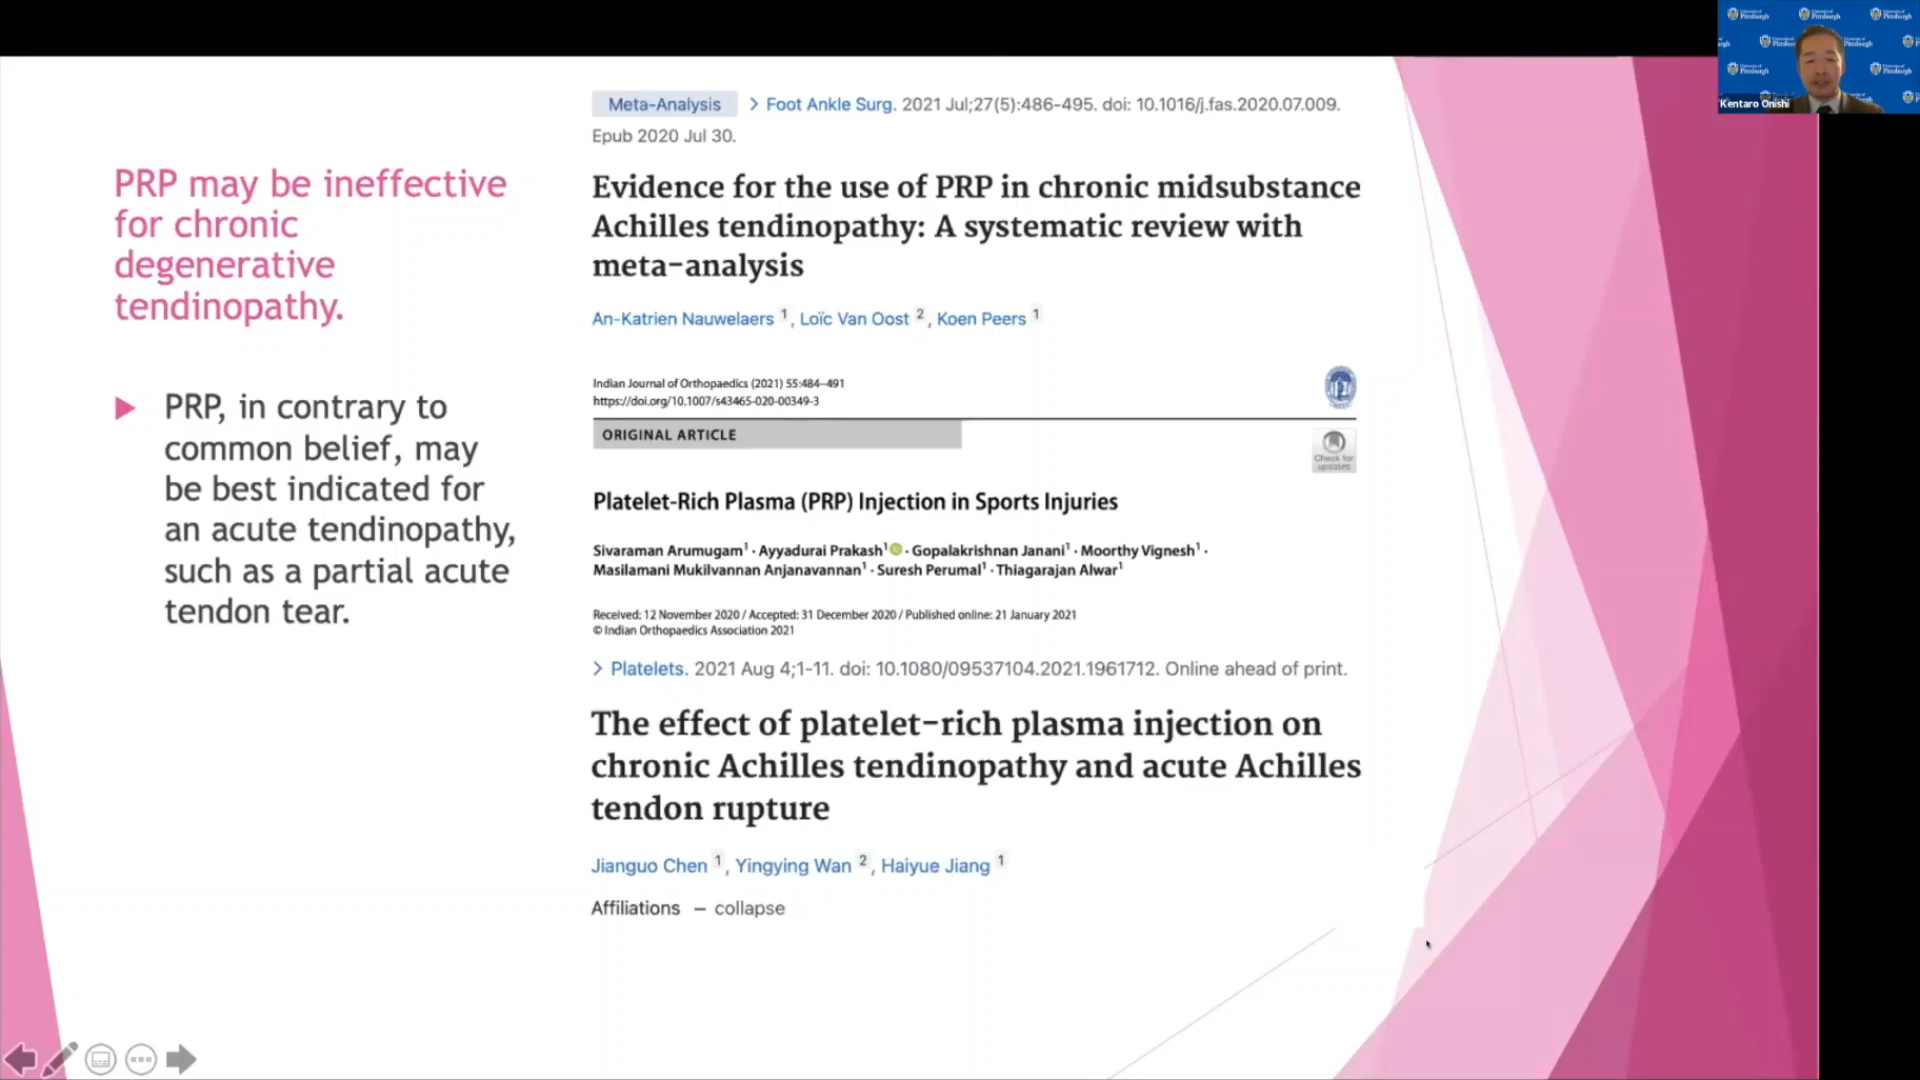 PRP may be ineffective
for chronic
degenerative
tendinopathy.
PRP, in contrary to
common belief, may
be best indicated for
an acute tendinopathy,
such as a partial acute
tendon tear.
Meta-Analysis > Foot Ankle Surg. 2021 Jul;27(5):486-495. doi: 10.1016/j.fas.2020.07.009.
Epub 2020 Jul 30.
Evidence for the use of PRP in chronic midsubstance
Achilles tendinopathy: A systematic review with
meta-analysis
An-Katrien Nauwelaers 1, Loïc Van Oost 2, Koen Peers 1
Indian Journal of Orthopaedics (2021) 55:484–491
https://doi.org/10.1007/s43465-020-00349-3
ORIGINAL ARTICLE
Check for
updates
Platelet-Rich Plasma (PRP) Injection in Sports Injuries
Sivaraman Arumugam1 · Ayyadurai Prakash1 · Gopalakrishnan Janani1 · Moorthy Vignesh1 ·
Masilamani Mukilvannan Anjanavannan1 · Suresh Perumal1 · Thiagarajan Alwar1
Received: 12 November 2020 / Accepted: 31 December 2020 / Published online: 21 January 2021
© Indian Orthopaedics Association 2021
> Platelets. 2021 Aug 4;1-11. doi: 10.1080/09537104.2021.1961712. Online ahead of print.
The effect of platelet-rich plasma injection on
chronic Achilles tendinopathy and acute Achilles
tendon rupture
Jianguo Chen 1, Yingying Wan 2, Haiyue Jiang 1
Affiliations – collapse
University of Pittsburgh
Kentaro Onishi